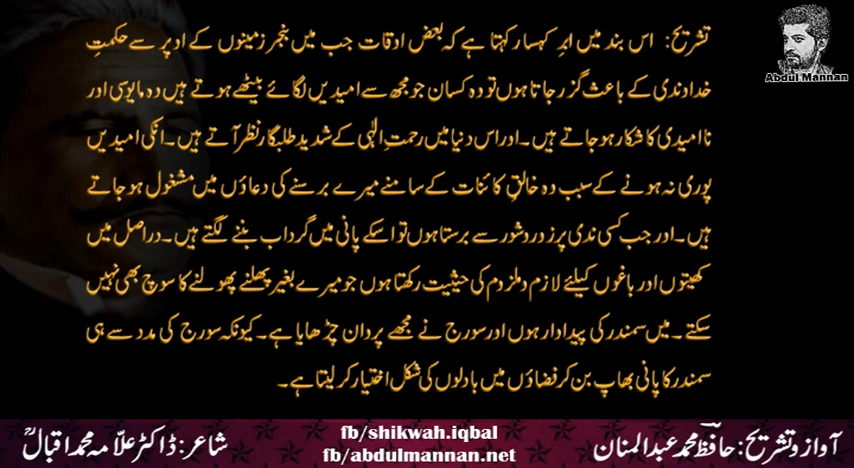 تشریح: اس بند میں ابرِ کہسار کہتا ہے کہ بعض اوقات جب میں بنجر زمینوں کے اوپر سے حکمتِ
خداوندی کے باعث گزر جاتا ہوں تو وہ کسان جو مجھ سے امیدیں لگائے بیٹھے ہوتے ہیں وہ مایوسی اور
نا امیدی کا شکار ہو جاتے ہیں۔ اور اس دنیا میں رحمتِ الٰہی کے شدید طلبگار نظر آتے ہیں۔ انکی امیدیں
پوری نہ ہونے کے سبب وہ خالقِ کائنات کے سامنے میرے برسنے کی دعاؤں میں مشغول ہو جاتے
ہیں۔ اور جب کسی ندی پر زور و شور سے برستا ہوں تو اسکے پانی میں گرداب بننے لگتے ہیں۔ دراصل میں
کھیتوں اور باغوں کیلئے لازم و ملزوم کی حیثیت رکھتا ہوں جو میرے بغیر پھلنے پھولنے کا سوچ بھی نہیں
سکتے۔ میں سمندر کی پیداوار ہوں اور سورج نے مجھے پروان چڑھایا ہے۔ کیونکہ سورج کی مدد سے ہی
سمندر کا پانی بھاپ بن کر فضاؤں میں بادلوں کی شکل اختیار کر لیتا ہے۔
Abdul Mannan
آواز و تشریح: حافظ محمد عبدالمنان
fb/shikwah.iqbal
fb/abdulmannan.net
شاعر: ڈاکٹر علّامہ محمد اقبالؒ